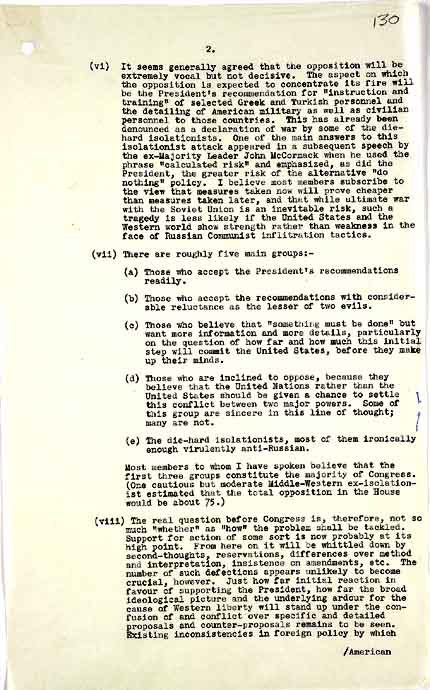 130
2.
(vi) It seems generally agreed that the opposition will be
extremely vocal but not decisive. The aspect on which
the opposition is expected to concentrate its fire will
be the President's recommendation for "instruction and
training" of selected Greek and Turkish personnel and
the detailing of American military as well as civilian
personnel to those countries. This has already been
denounced as a declaration of war by some of the die-
hard isolationists. One of the main answers to this
isolationist attack appeared in a subsequent speech by
the ex-Majority Leader John McCormack when he used the
phrase "calculated risk" and emphasized, as did the
President, the greater risk of the alternative "do
nothing" policy. I believe most members subscribe to
the view that measures taken now will prove cheaper
than measures taken later, and that while ultimate war
with the Soviet Union is an inevitable risk, such a
tragedy is less likely if the United States and the
Western world show strength rather than weakness in the
face of Russian Communist infiltration tactics.
(vii) There are roughly five main groups:-
(a) Those who accept the President's recommendations
readily.
(b) Those who accept the recommendations with consider-
able reluctance as the lesser of two evils.
(c) Those who believe that "something must be done" but
want more information and more details, particularly
on the question of how far and how much this initial
step will commit the United States, before they make
up their minds.
(d) Those who are inclined to oppose, because they
believe that the United Nations rather than the
United States should be given a chance to settle
this conflict between two major powers. Some of
this group are sincere in this line of thought;
many are not.
(e) The die-hard isolationists, most of them ironically
enough virulently anti-Russian.
Most members to whom I have spoken believe that the
first three groups constitute the majority of Congress.
(One cautious but moderate Middle-Western ex-isolation-
ist estimated that the total opposition in the House
would be about 75.)
(viii) The real question before Congress is, therefore, not so
much "whether" as "how" the problem shall be tackled.
Support for action of some sort is now probably at its
high point. From here on it will be whittled down by
second-thoughts, reservations, differences over method
and interpretation, insistence on amendments, etc. The
number of such defections appears unlikely to become
crucial, however. Just how far initial reaction in
favour of supporting the President, how far the broad
ideological picture and the underlying ardour for the
cause of Western liberty will stand up under the con-
fusion of and conflict over specific and detailed
proposals and counter-proposals remains to be seen.
Existing inconsistencies in foreign policy by which
/American